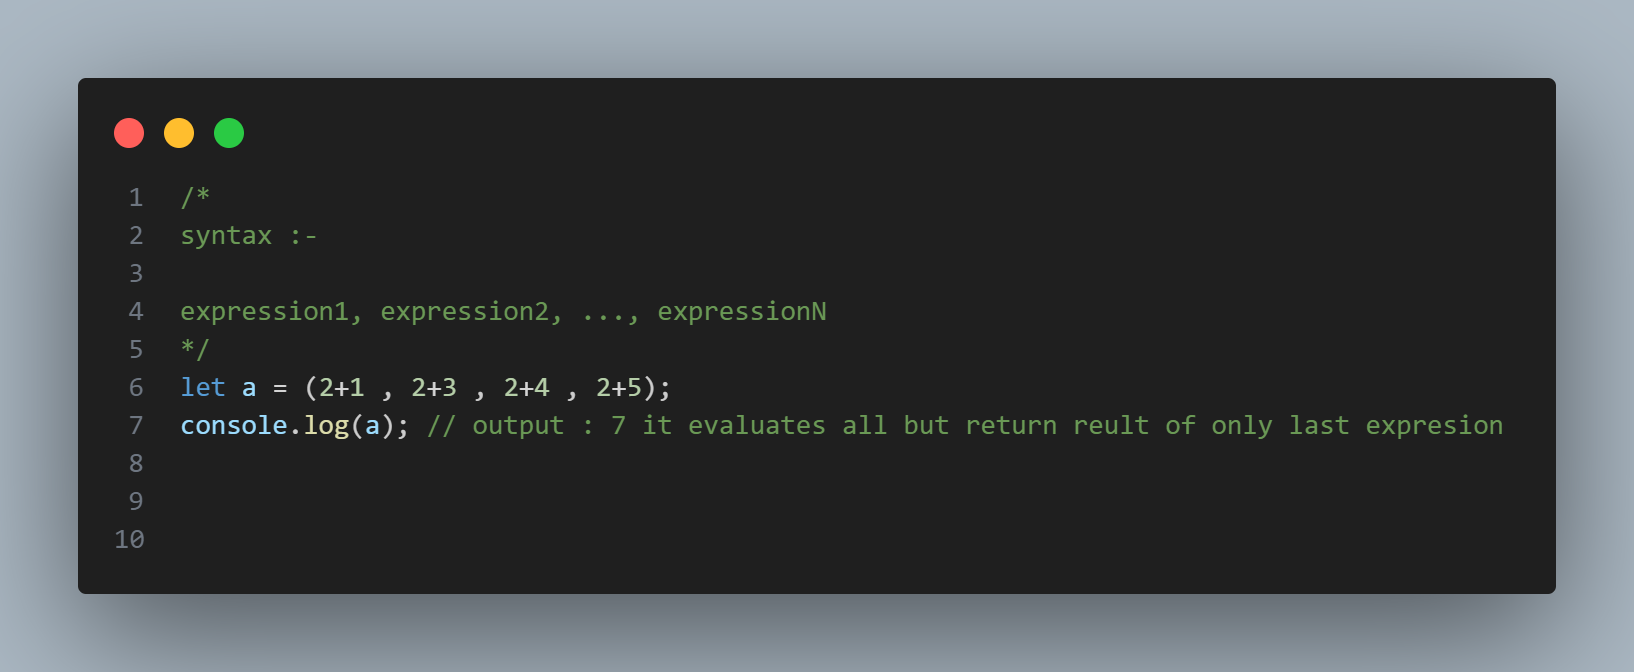 1 /*
2 syntax :-
3
4 expression1, expression2, ..., expressionN
5 */
6 let a = (2+1 , 2+3 , 2+4 , 2+5);
7 console.log(a); // output : 7 it evaluates all but return reult of only last expresion
8
9
10